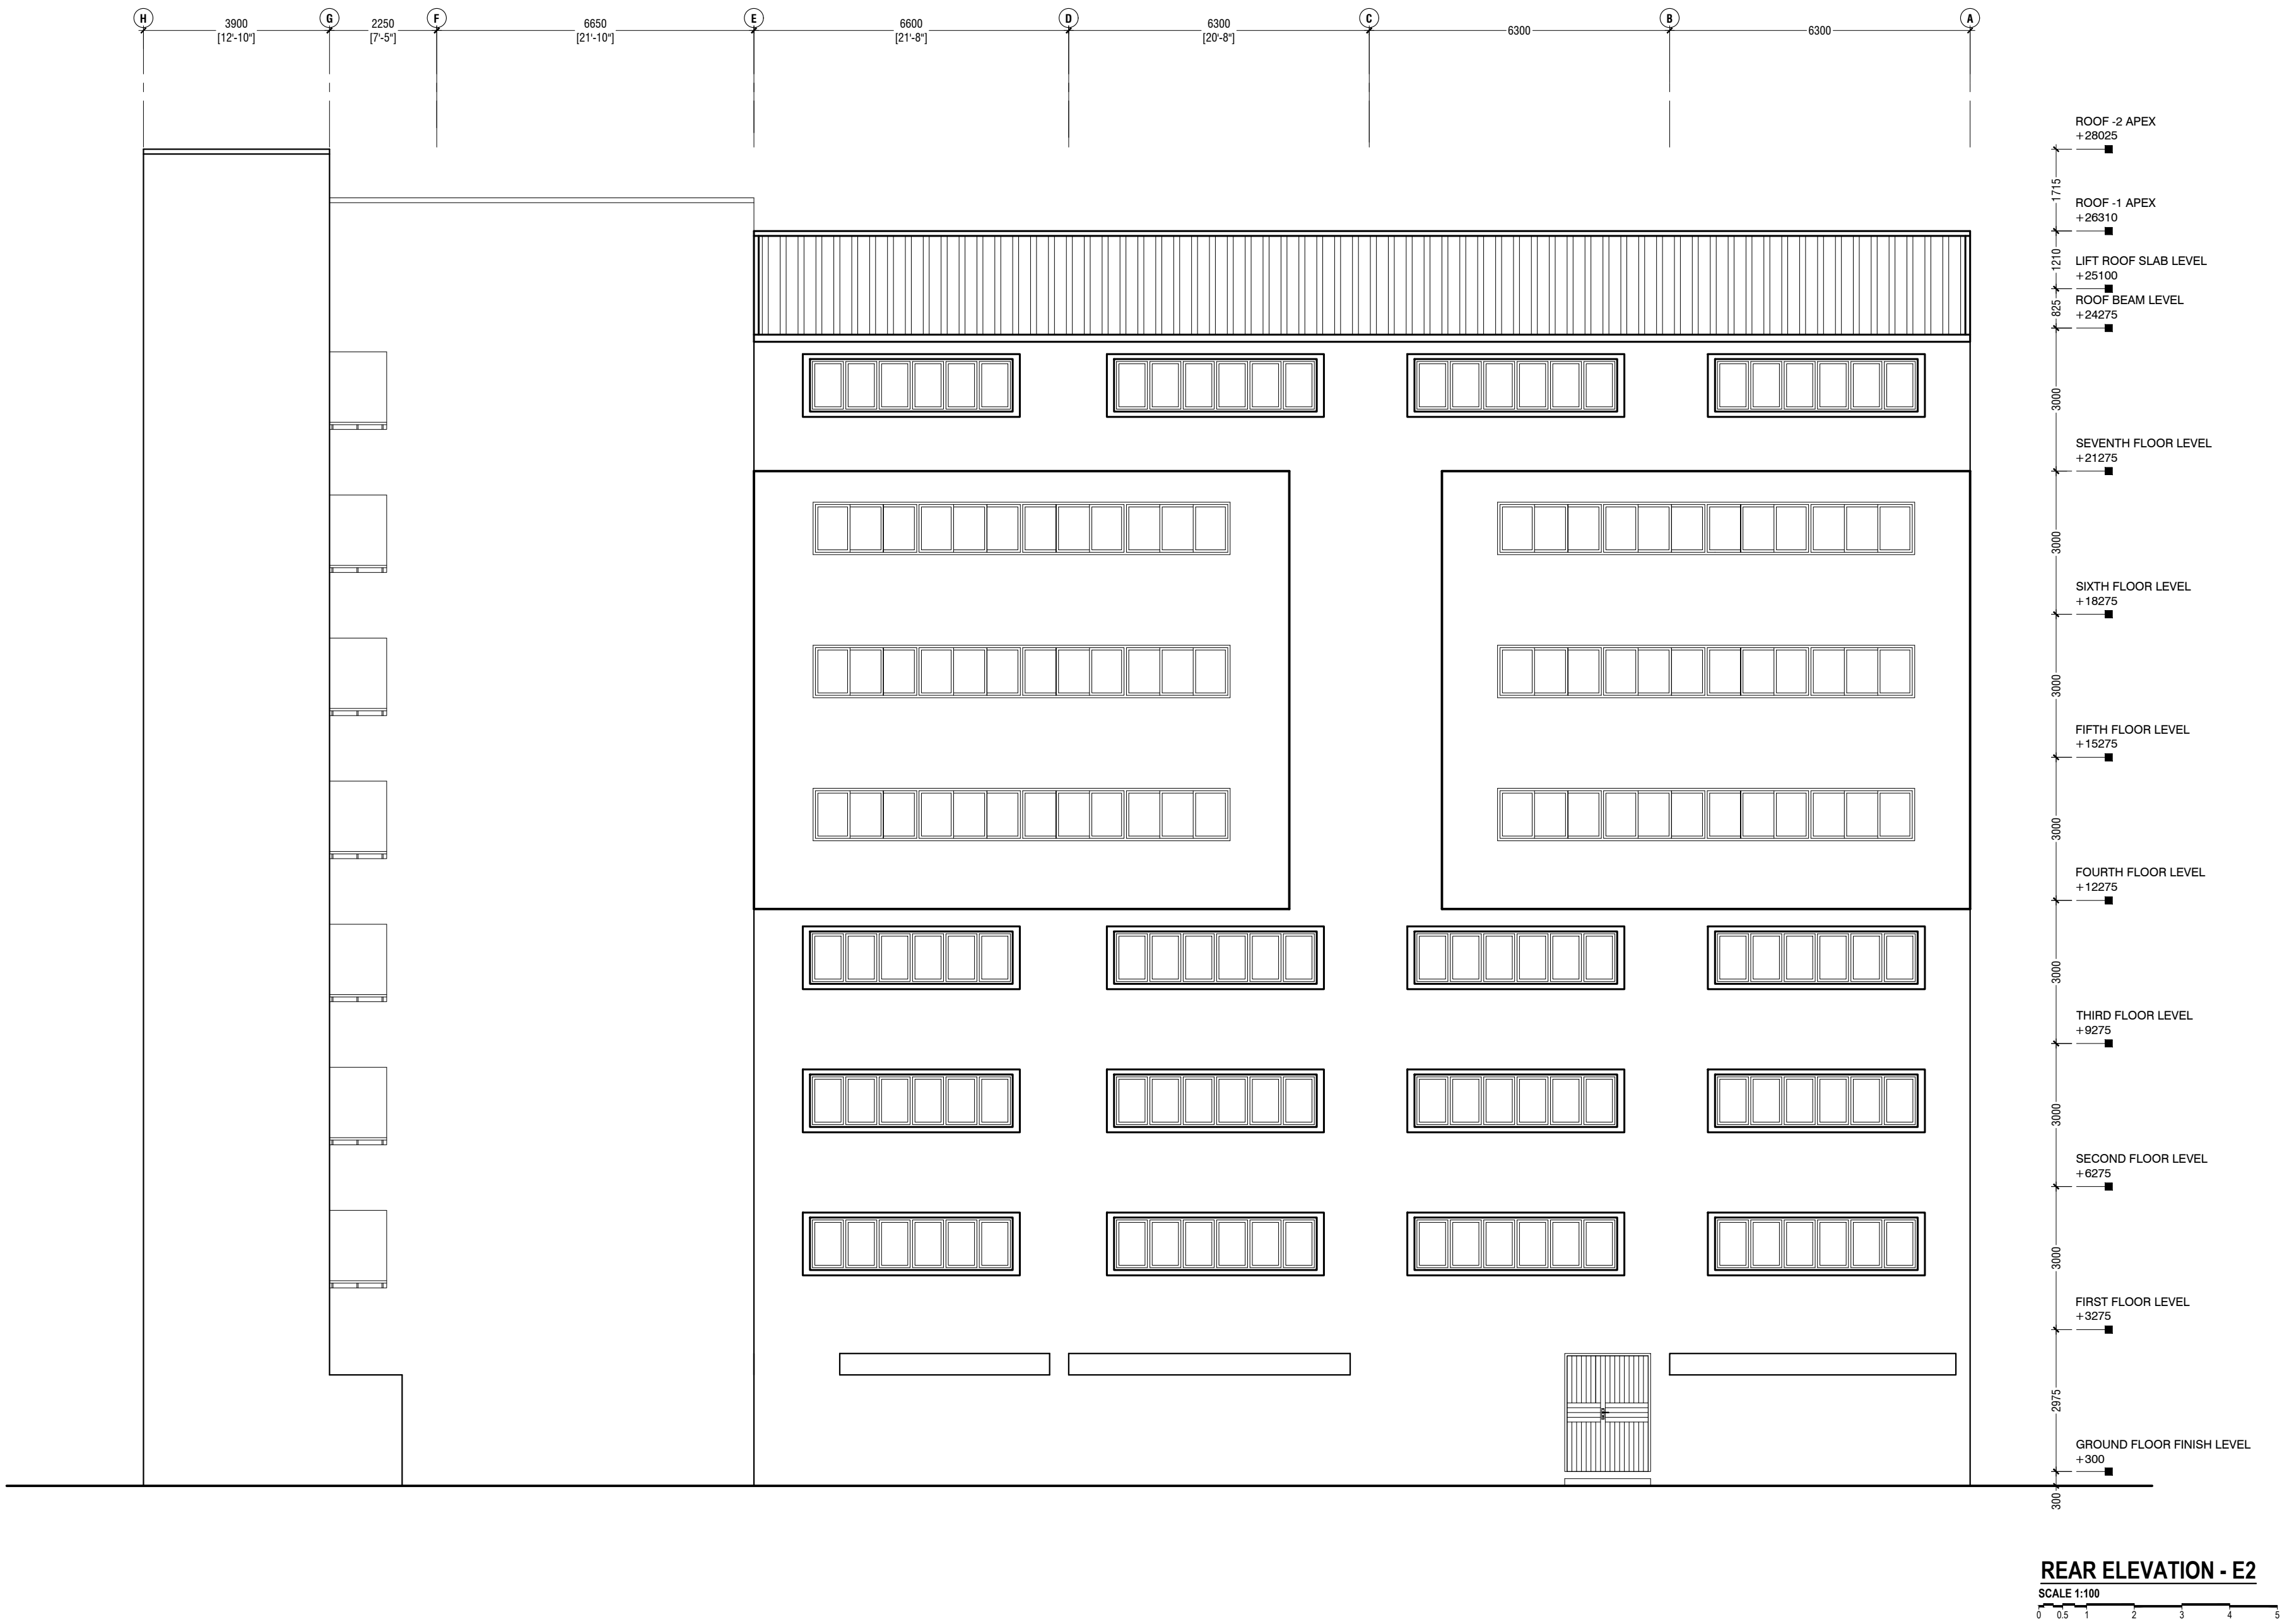 H G F E D C B A
3900 2250 6650 6600 6300 6300 6300
[12'-10"] [7'-5"] [21'-10"] [21'-8"] [20'-8"]
ROOF -2 APEX
+28025
1715
ROOF -1 APEX
+26310
1210
LIFT ROOF SLAB LEVEL
+25100
825
ROOF BEAM LEVEL
+24275
3000
SEVENTH FLOOR LEVEL
+21275
3000
SIXTH FLOOR LEVEL
+18275
3000
FIFTH FLOOR LEVEL
+15275
3000
FOURTH FLOOR LEVEL
+12275
3000
THIRD FLOOR LEVEL
+9275
3000
SECOND FLOOR LEVEL
+6275
3000
FIRST FLOOR LEVEL
+3275
2975
GROUND FLOOR FINISH LEVEL
+300
300
REAR ELEVATION - E2
SCALE 1:100
0 0.5 1 2 3 4 5